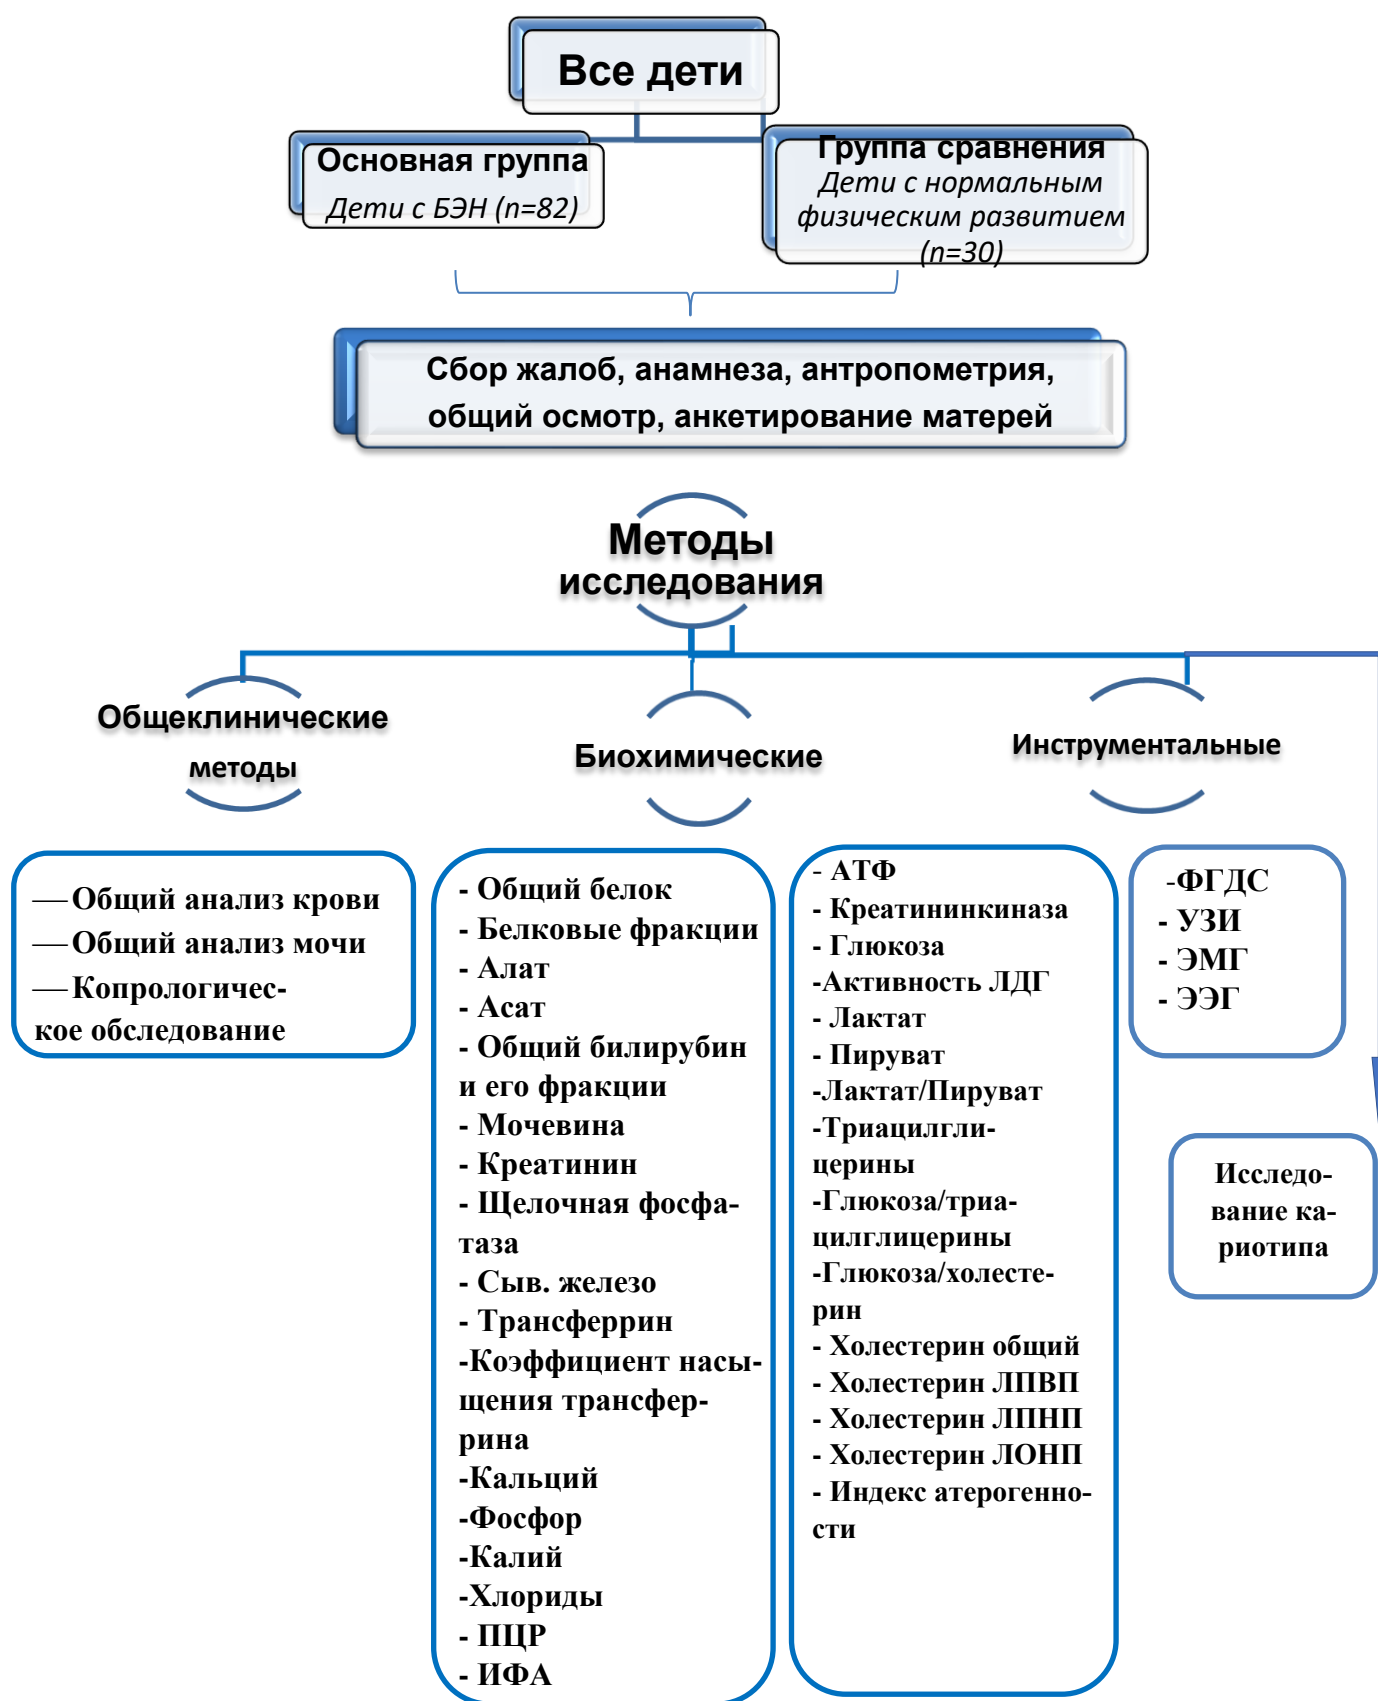 Все дети
Основная группа
Дети с БЭН (n=82)
Группа сравнения
Дети с нормальным
физическим развитием
(n=30)
Сбор жалоб, анамнеза, антропометрия,
общий осмотр, анкетирование матерей
Методы
исследования
Общеклинические
методы
Биохимические
Инструментальные
— Общий анализ крови
— Общий анализ мочи
— Копрологичес-
кое обследование
- Общий белок
- Белковые фракции
- Алат
- Асат
- Общий билирубин
и его фракции
- Мочевина
- Креатинин
- Щелочная фосфа-
таза
- Сыв. железо
- Трансферрин
-Коэффициент насы-
щения трансфер-
рина
-Кальций
-Фосфор
-Калий
-Хлориды
- ПЦР
- ИФА
- АТФ
- Креатининкиназа
- Глюкоза
-Активность ЛДГ
- Лактат
- Пируват
-Лактат/Пируват
-Триацилгли-
церины
-Глюкоза/триа-
цилглицерины
-Глюкоза/холесте-
рин
- Холестерин общий
- Холестерин ЛПВП
- Холестерин ЛПНП
- Холестерин ЛОНП
- Индекс атерогенно-
сти
-ФГДС
- УЗИ
- ЭМГ
- ЭЭГ
Исследо-
вание ка-
риотипа